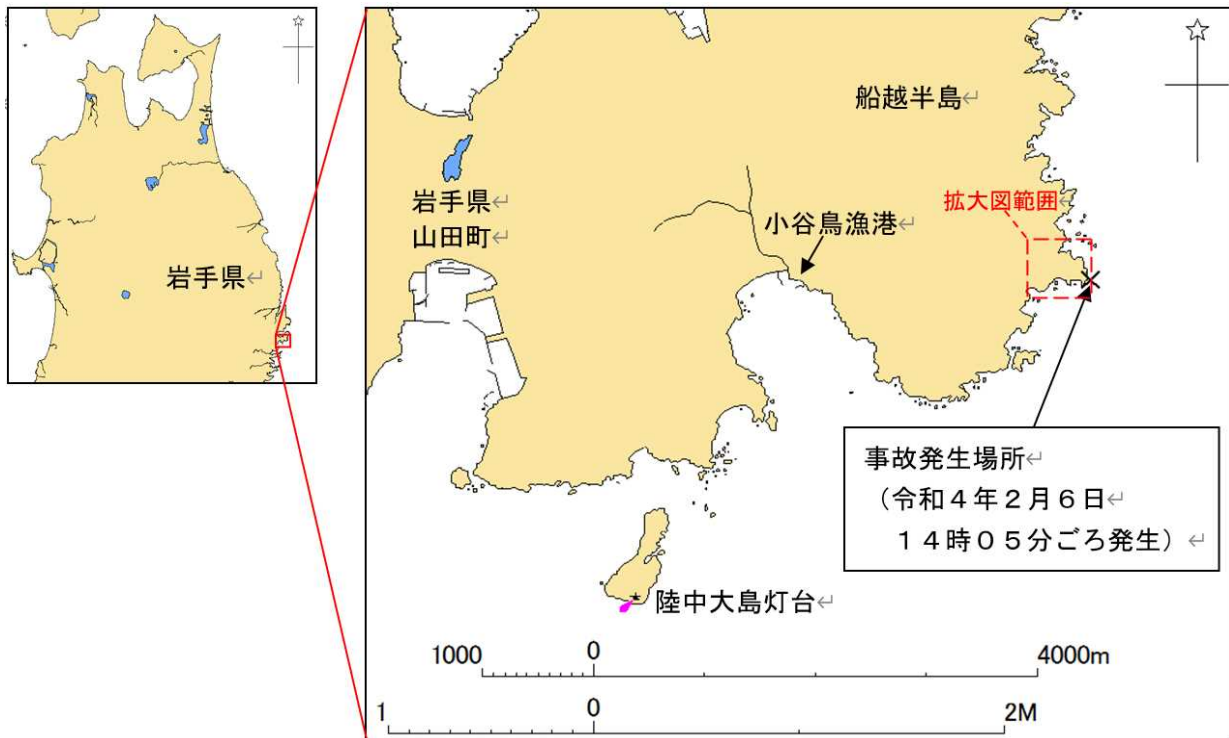 岩手県
船越半島
岩手県
山田町
小谷鳥漁港
拡大図範囲
事故発生場所
（令和４年２月６日
１４時０５分ごろ発生）
陸中大島灯台
1000 0 4000m
1 0 2M